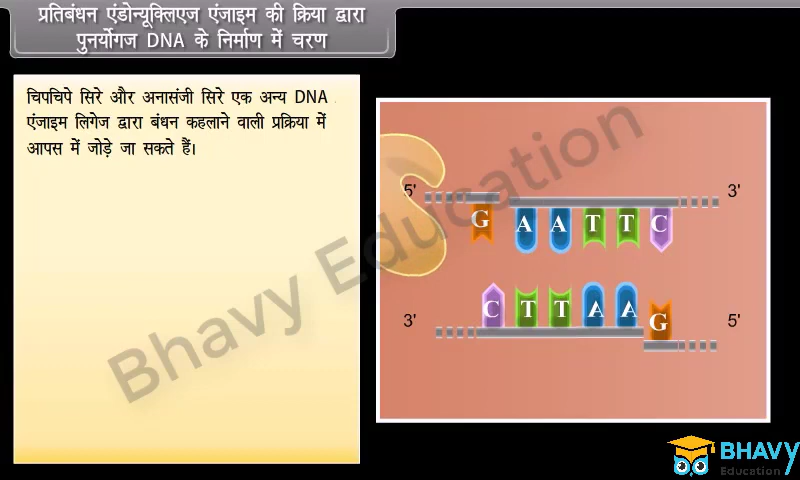 प्रतिबंधन एंडोन्यूक्लिएज एंजाइम की क्रिया द्वारा
पुनर्योगज DNA के निर्माण में चरण
चिपचिपे सिरे और अनासंजी सिरे एक अन्य DNA
एंजाइम लिगेज द्वारा बंधन कहलाने वाली प्रक्रिया में
आपस में जोड़े जा सकते हैं।
5' 3'
G A A T T C
C T T A A G
3' 5'
Bhavy Education
BHAVY
Education